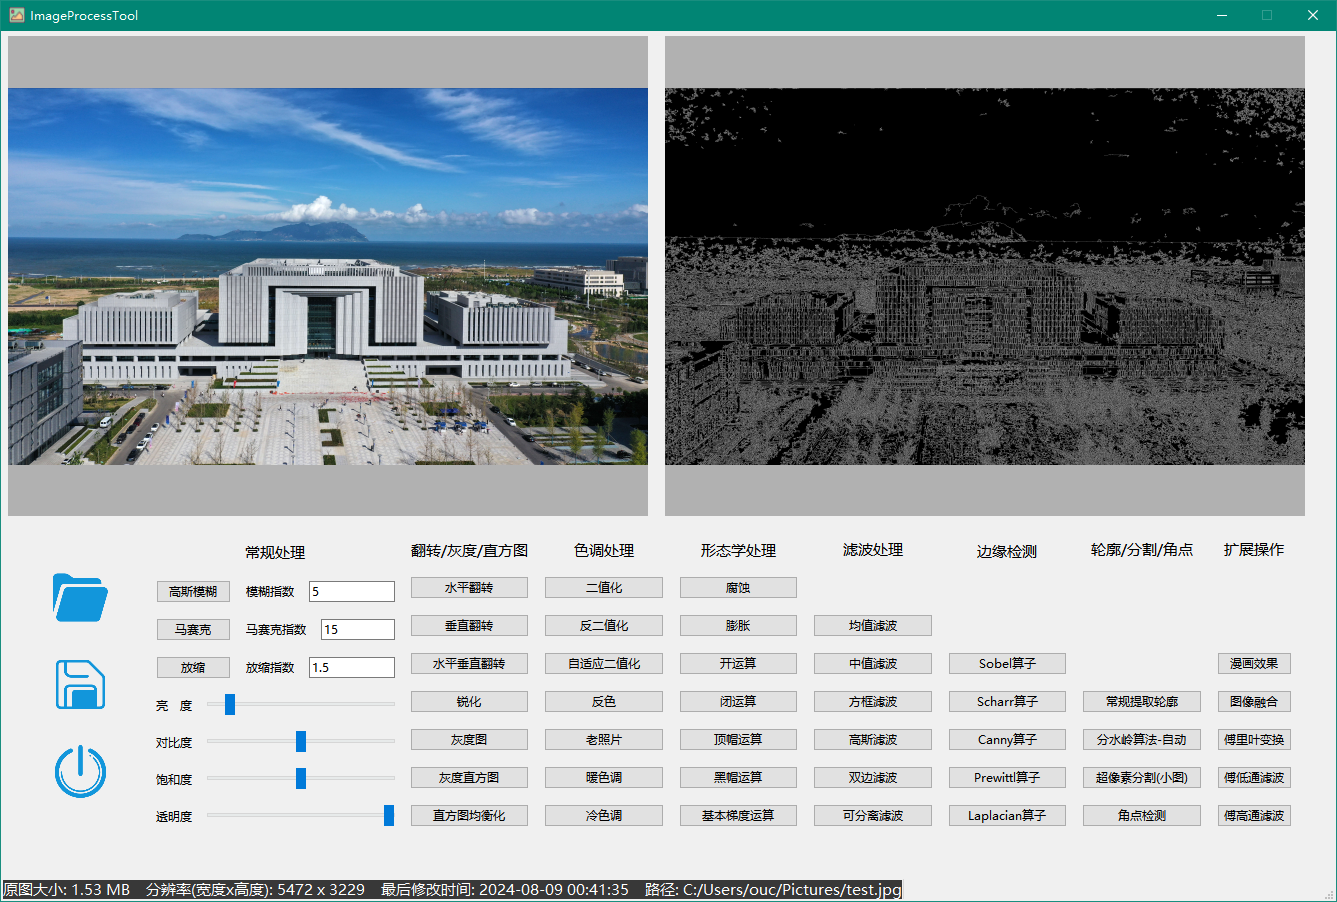 ImageProcessTool
常规处理 翻转/灰度/直方图 色调处理 形态学处理 滤波处理 边缘检测 轮廓/分割/角点 扩展操作
高斯模糊 模糊指数 5 水平翻转 二值化 腐蚀
马赛克 马赛克指数 15 垂直翻转 反二值化 膨胀 均值滤波
放缩 放缩指数 1.5 水平垂直翻转 自适应二值化 开运算 中值滤波 Sobel算子 漫画效果
亮 度 锐化 反色 闭运算 方框滤波 Scharr算子 常规提取轮廓 图像融合
对比度 灰度图 老照片 顶帽运算 高斯滤波 Canny算子 分水岭算法-自动 傅里叶变换
饱和度 灰度直方图 暖色调 黑帽运算 双边滤波 Prewittl算子 超像素分割(小图) 傅低通滤波
透明度 直方图均衡化 冷色调 基本梯度运算 可分离滤波 Laplacian算子 角点检测 傅高通滤波
原图大小: 1.53 MB 分辨率(宽度x高度): 5472 x 3229 最后修改时间: 2024-08-09 00:41:35 路径: C:/Users/ouc/Pictures/test.jpg